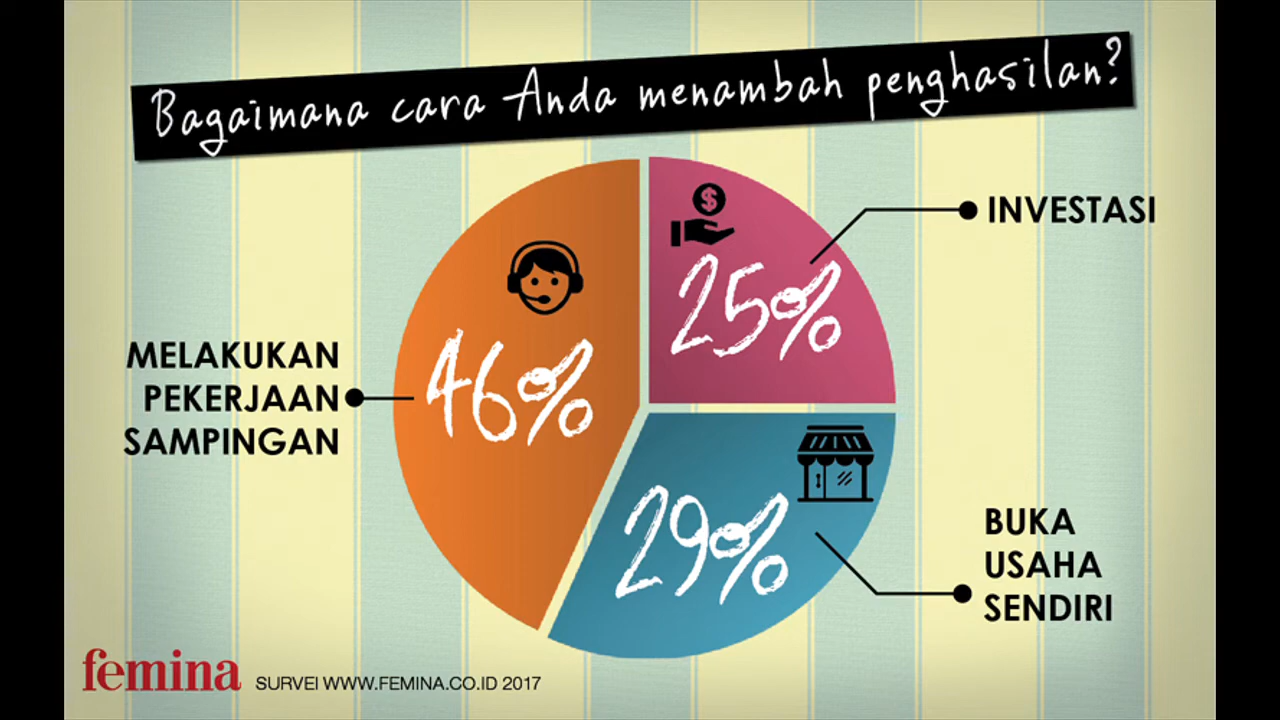 Bagaimana cara Anda menambah penghasilan?
$
25%
INVESTASI
46%
MELAKUKAN
PEKERJAAN
SAMPINGAN
29%
BUKA
USAHA
SENDIRI
femina SURVEI WWW.FEMINA.CO.ID 2017